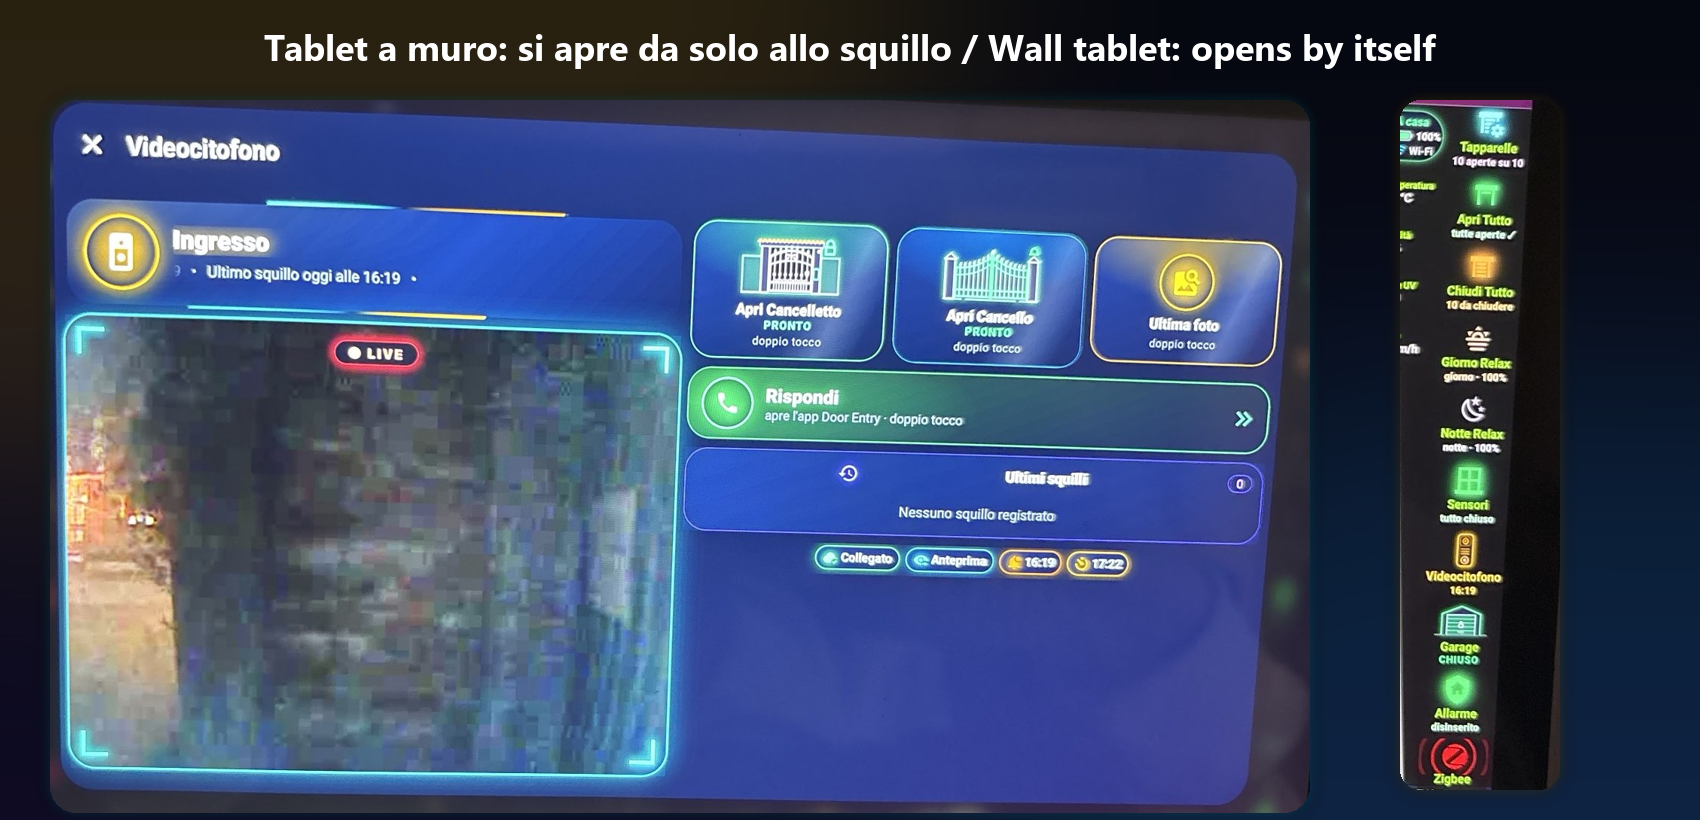 Tablet a muro: si apre da solo allo squillo / Wall tablet: opens by itself
Videocitofono
Ingresso
• Ultimo squillo oggi alle 16:19 •
LIVE
Apri Cancelletto
PRONTO
doppio tocco
Apri Cancello
PRONTO
doppio tocco
Ultima foto
doppio tocco
Rispondi
apre l'app Door Entry · doppio tocco
Ultimi squilli
0
Nessuno squillo registrato
Collegato
Anteprima
16:19
17:22
casa
100%
Wi-Fi
peratura
°C
UV
m/h
Tapparelle
10 aperte su 10
Apri Tutto
tutte aperte ✓
Chiudi Tutto
10 da chiudere
Giorno Relax
giorno - 100%
Notte Relax
notte - 100%
Sensori
tutto chiuso
Videocitofono
16:19
Garage
CHIUSO
Allarme
disinserito
Zigbee